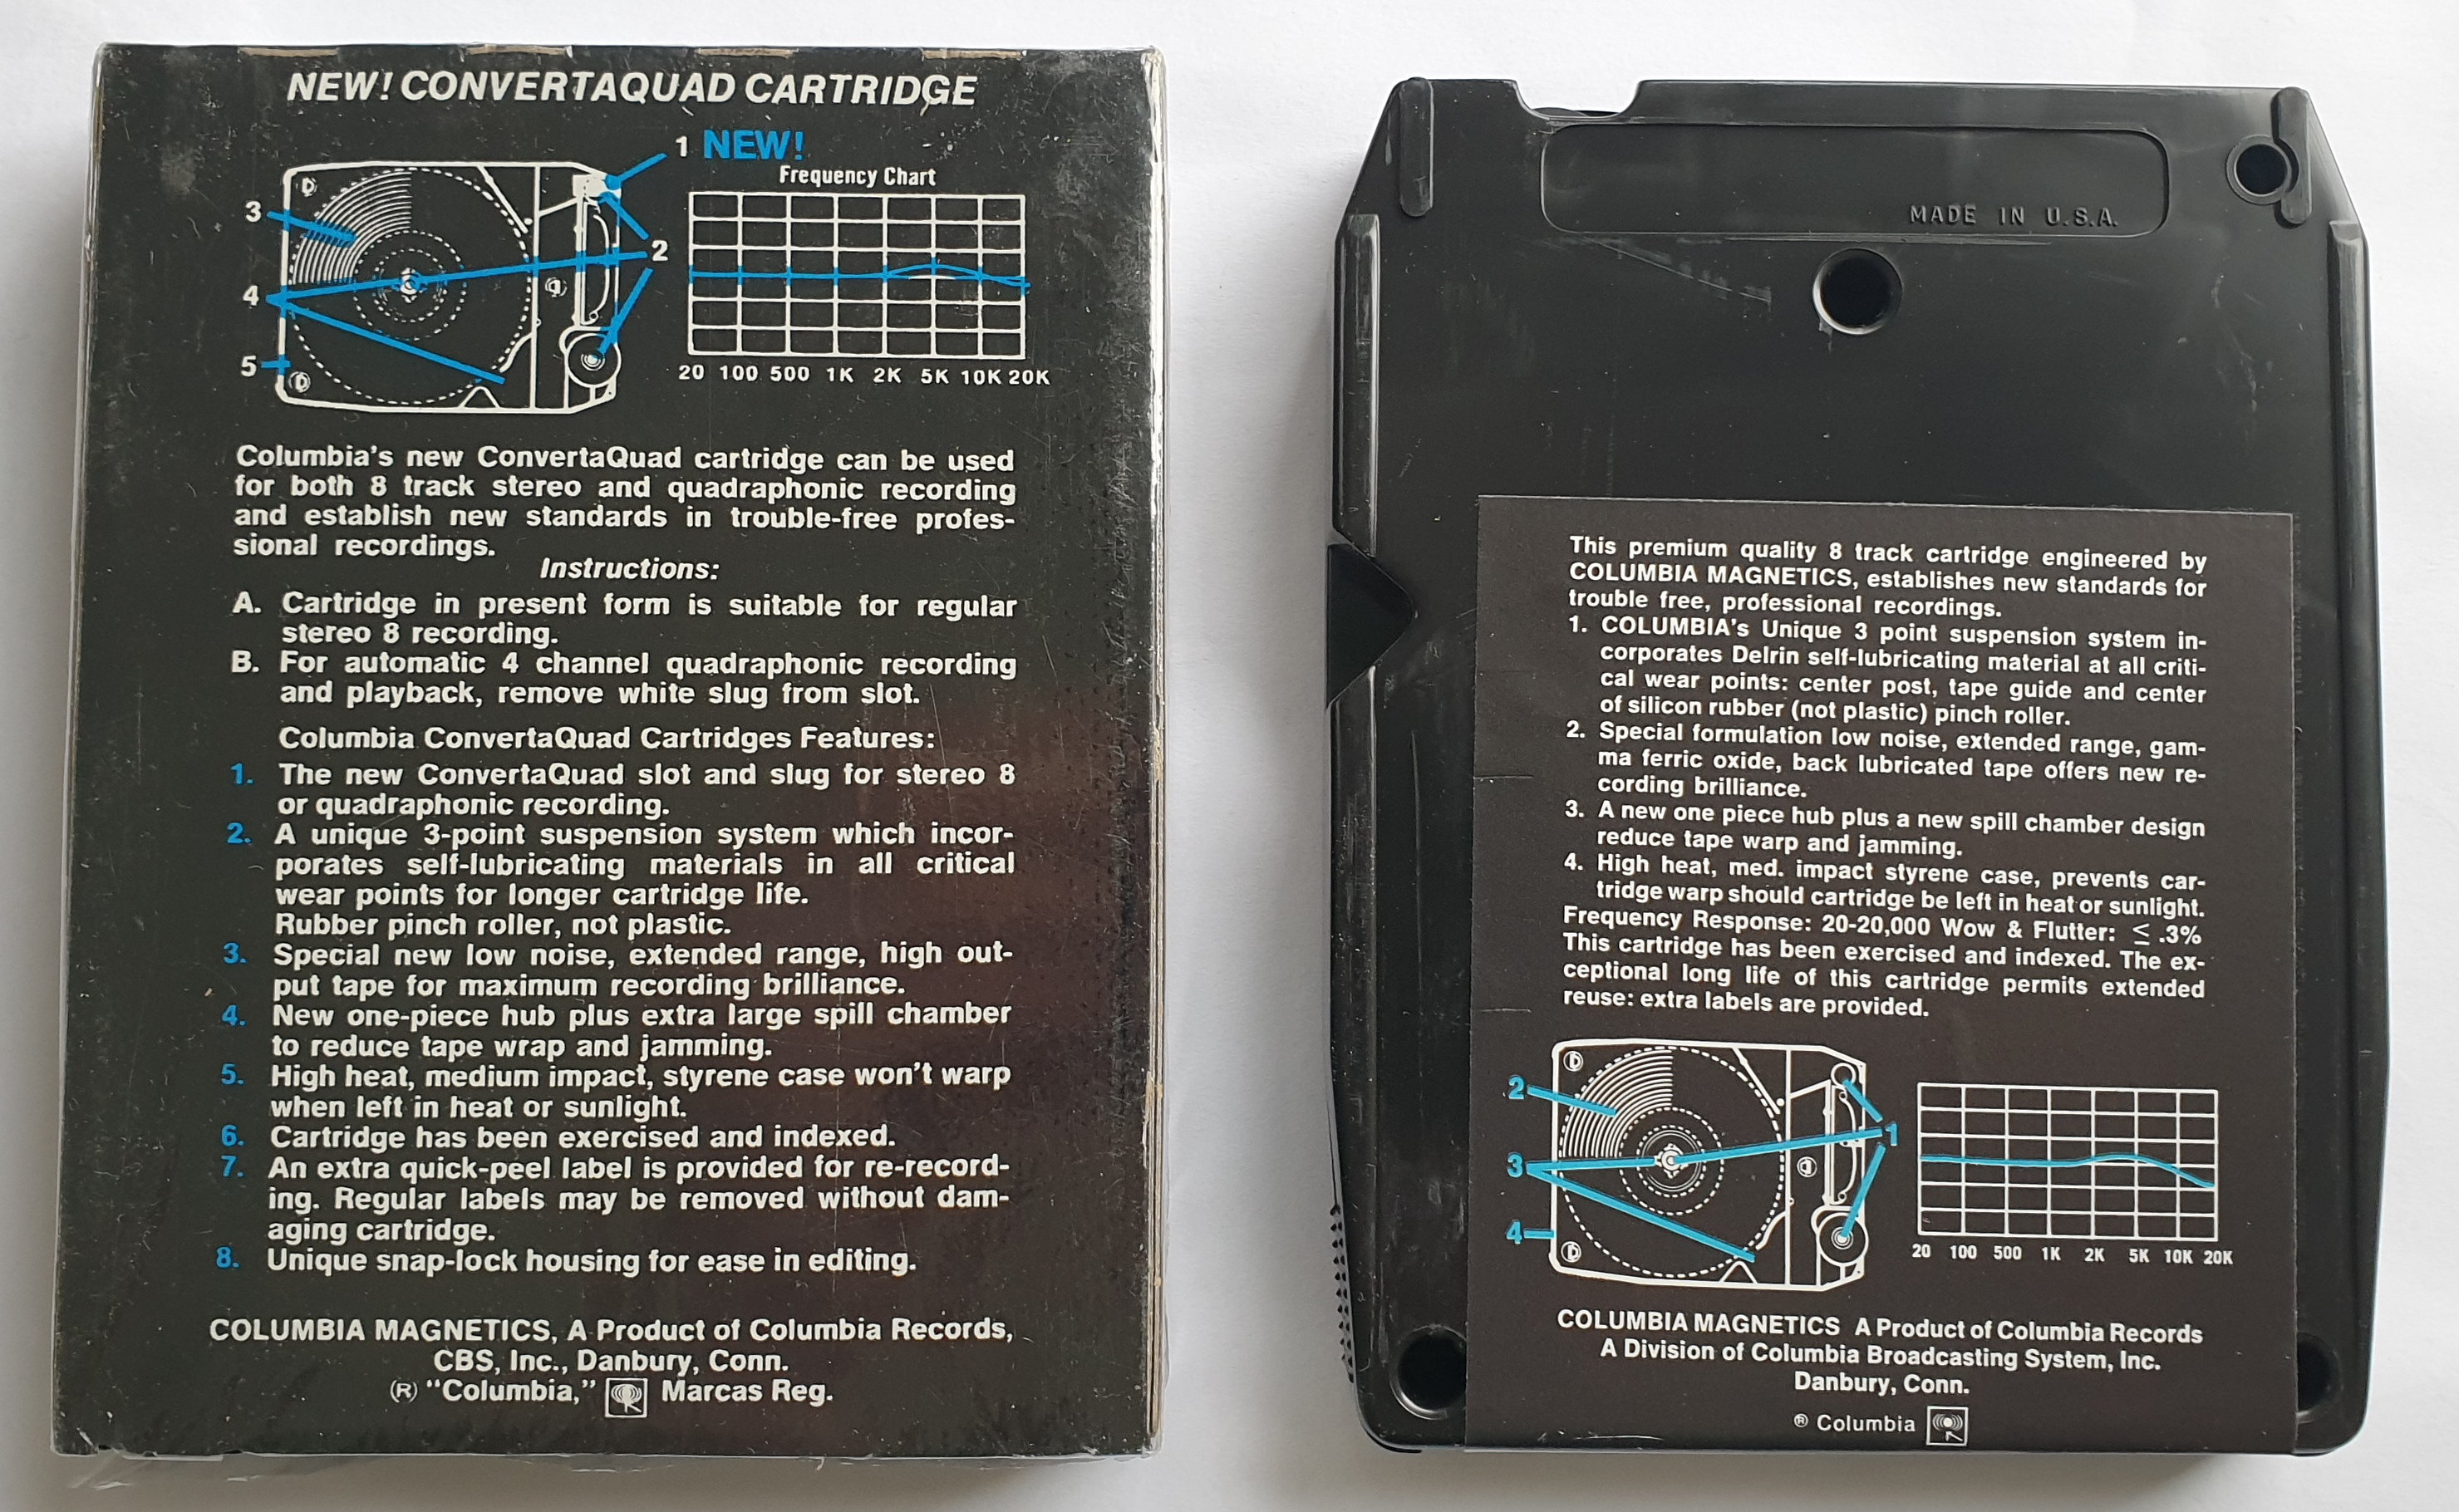 NEW! CONVERTAQUAD CARTRIDGE
1 NEW!
Frequency Chart
3
2
4
5
20 100 500 1K 2K 5K 10K 20K
Columbia's new ConvertaQuad cartridge can be used
for both 8 track stereo and quadraphonic recording
and establish new standards in trouble-free profes-
sional recordings.
Instructions:
A. Cartridge in present form is suitable for regular
stereo 8 recording.
B. For automatic 4 channel quadraphonic recording
and playback, remove white slug from slot.
Columbia ConvertaQuad Cartridges Features:
1. The new ConvertaQuad slot and slug for stereo 8
or quadraphonic recording.
2. A unique 3-point suspension system which incor-
porates self-lubricating materials in all critical
wear points for longer cartridge life.
Rubber pinch roller, not plastic.
3. Special new low noise, extended range, high out-
put tape for maximum recording brilliance.
4. New one-piece hub plus extra large spill chamber
to reduce tape wrap and jamming.
5. High heat, medium impact, styrene case won't warp
when left in heat or sunlight.
6. Cartridge has been exercised and indexed.
7. An extra quick-peel label is provided for re-record-
ing. Regular labels may be removed without dam-
aging cartridge.
8. Unique snap-lock housing for ease in editing.
COLUMBIA MAGNETICS, A Product of Columbia Records,
CBS, Inc., Danbury, Conn.
® "Columbia," Marcas Reg.
MADE IN U.S.A.
This premium quality 8 track cartridge engineered by
COLUMBIA MAGNETICS, establishes new standards for
trouble free, professional recordings.
1. COLUMBIA's Unique 3 point suspension system in-
corporates Delrin self-lubricating material at all criti-
cal wear points: center post, tape guide and center
of silicon rubber (not plastic) pinch roller.
2. Special formulation low noise, extended range, gam-
ma ferric oxide, back lubricated tape offers new re-
cording brilliance.
3. A new one piece hub plus a new spill chamber design
reduce tape warp and jamming.
4. High heat, med. impact styrene case, prevents car-
tridge warp should cartridge be left in heat or sunlight.
Frequency Response: 20-20,000 Wow & Flutter: ≤ .3%
This cartridge has been exercised and indexed. The ex-
ceptional long life of this cartridge permits extended
reuse: extra labels are provided.
2
1
3
4
20 100 500 1K 2K 5K 10K 20K
COLUMBIA MAGNETICS A Product of Columbia Records
A Division of Columbia Broadcasting System, Inc.
Danbury, Conn.
® Columbia